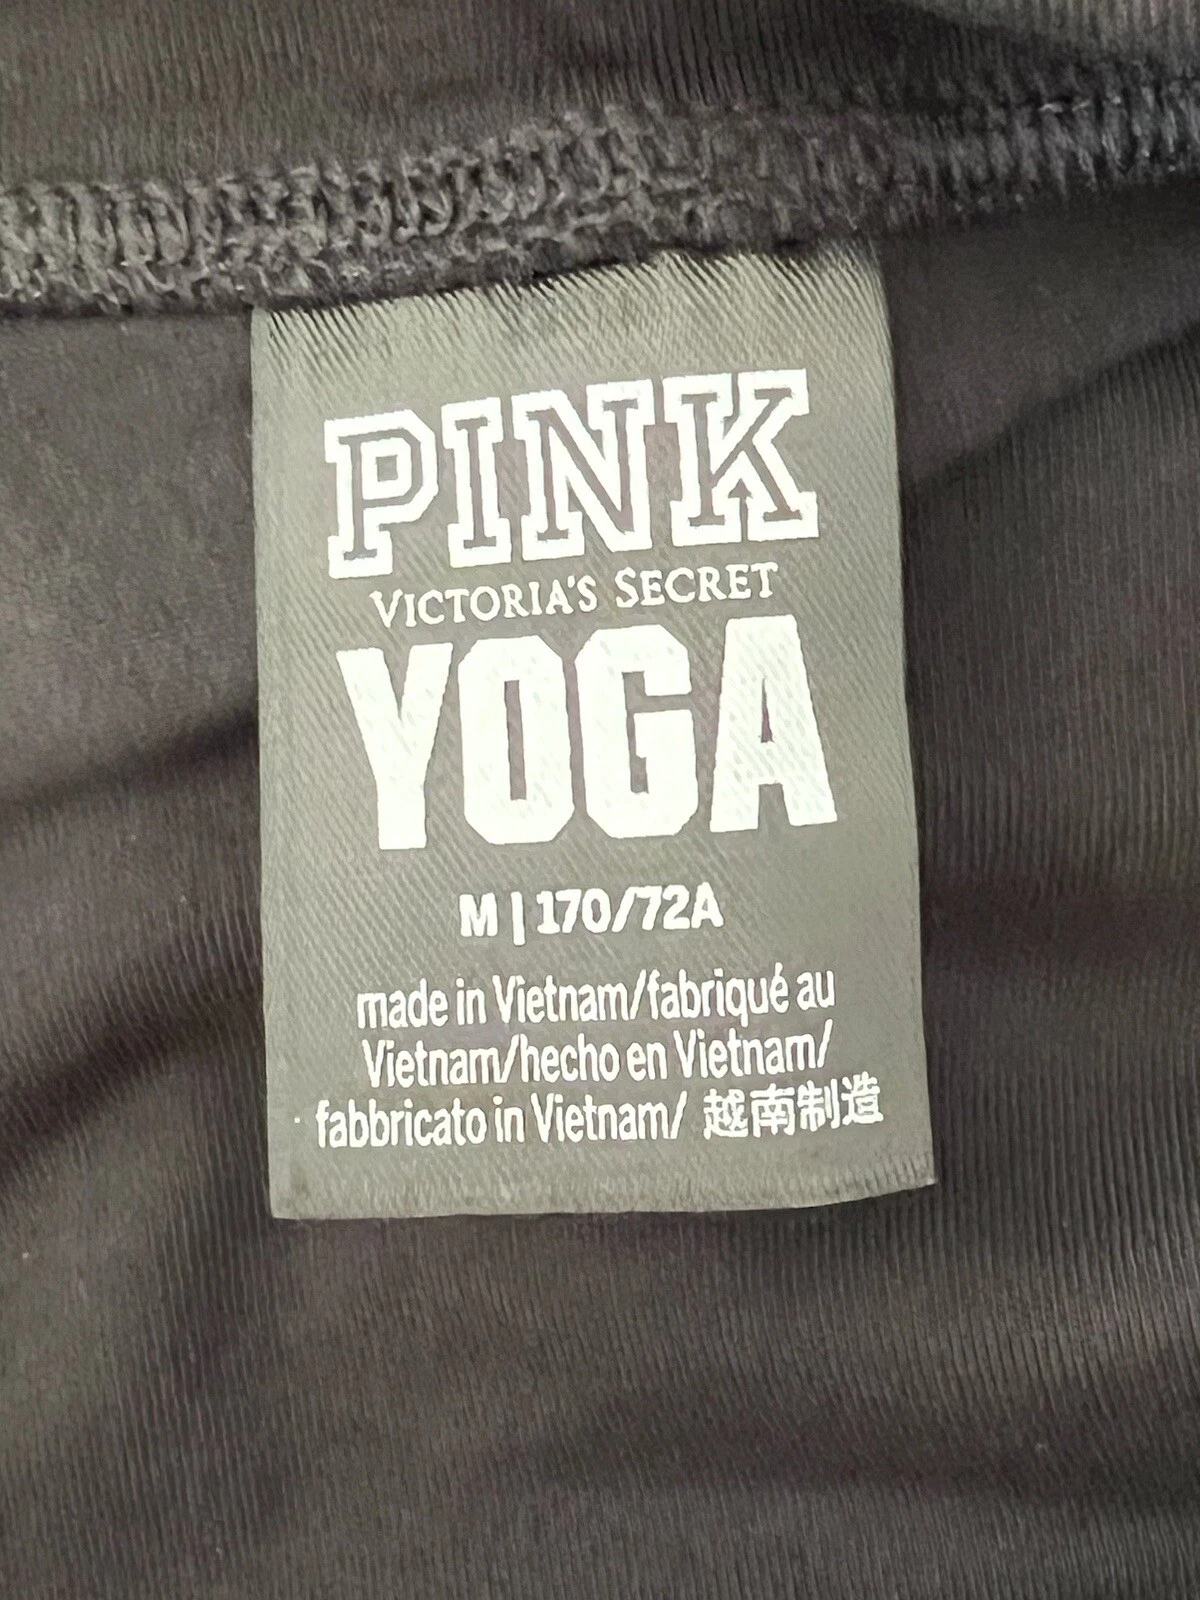 PINK
VICTORIA'S SECRET
YOGA
M | 170/72A
made in Vietnam/fabriqué au
Vietnam/hecho en Vietnam/
fabbricato in Vietnam/ 越南制造